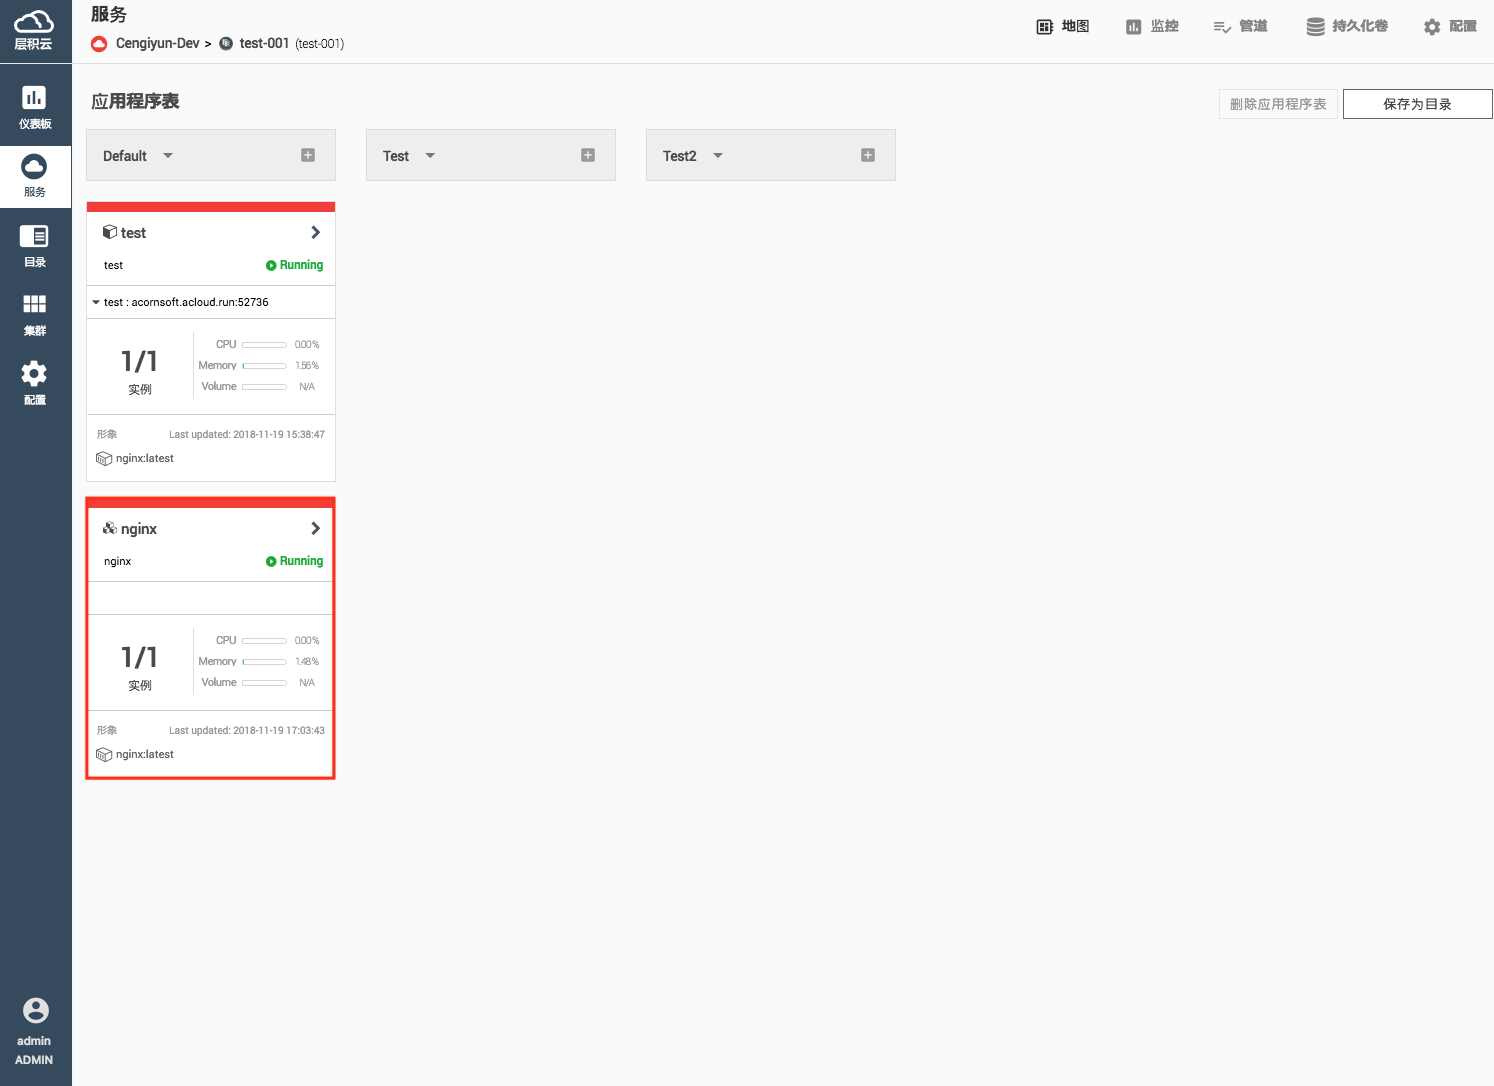 层积云
服务
Cengiyun-Dev > test-001 (test-001)
地图 监控 管道 持久化卷 配置
仪表板
服务
目录
集群
配置
admin
ADMIN
应用程序表
删除应用程序表 保存为目录
Default Test Test2
test
test Running
test : acornsoft.acloud.run:52736
1/1
实例
CPU 0.00%
Memory 1.56%
Volume N/A
形象 Last updated: 2018-11-19 15:38:47
nginx:latest
nginx
nginx Running
1/1
实例
CPU 0.00%
Memory 1.48%
Volume N/A
形象 Last updated: 2018-11-19 17:03:43
nginx:latest